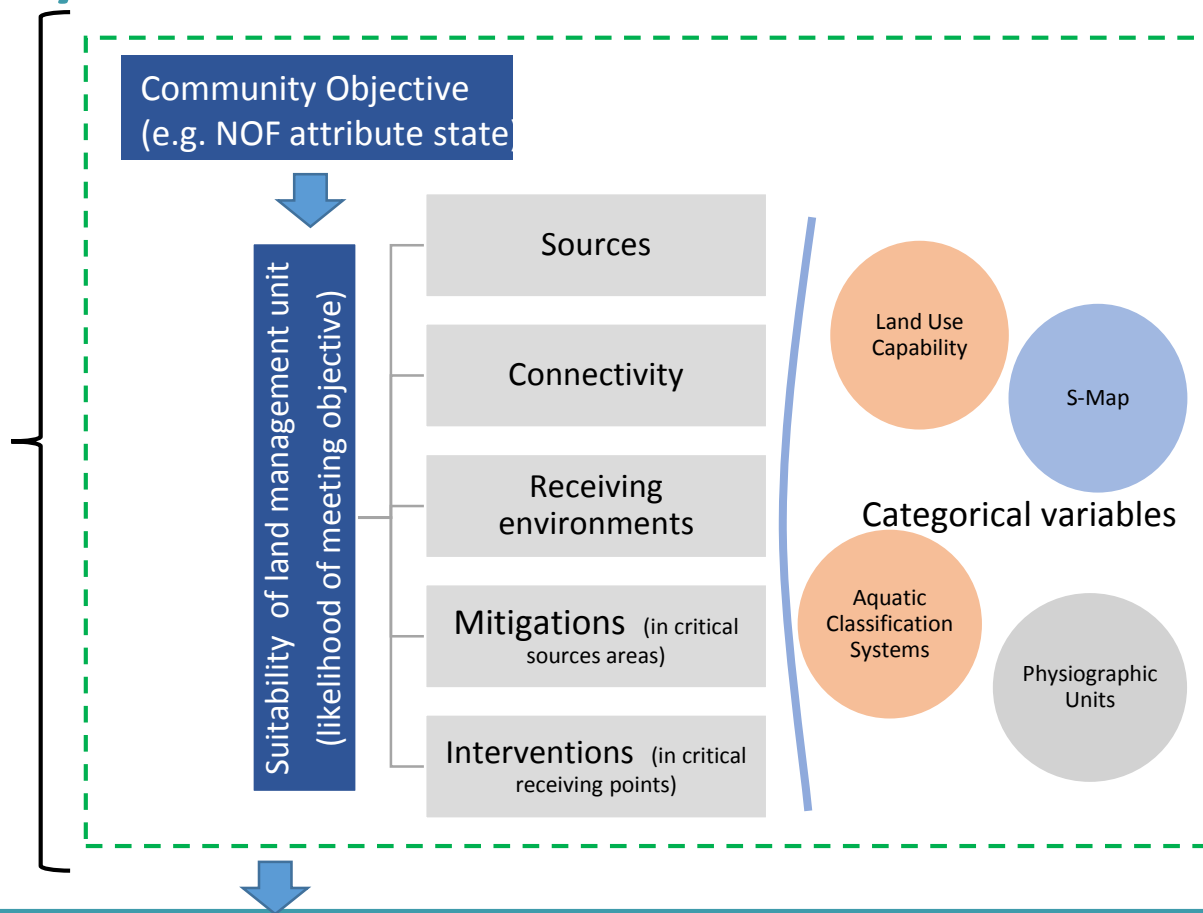 Community Objective
(e.g. NOF attribute state)
Suitability of land management unit
(likelihood of meeting objective)
Sources
Connectivity
Receiving
environments
Mitigations (in critical
sources areas)
Interventions (in critical
receiving points)
Land Use
Capability
S-Map
Categorical variables
Aquatic
Classification
Systems
Physiographic
Units